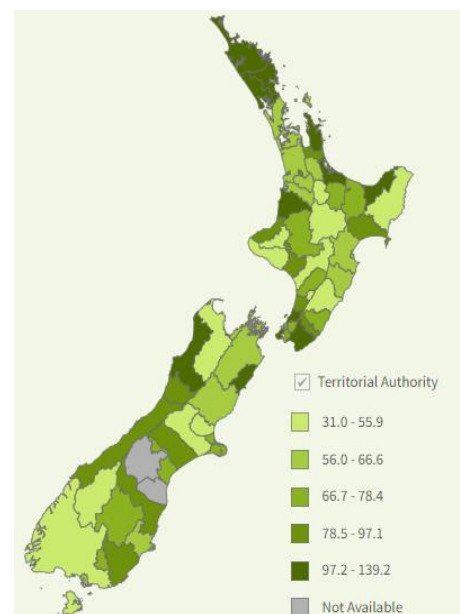 Territorial Authority
31.0 - 55.9
56.0 - 66.6
66.7 - 78.4
78.5 - 97.1
97.2 - 139.2
Not Available